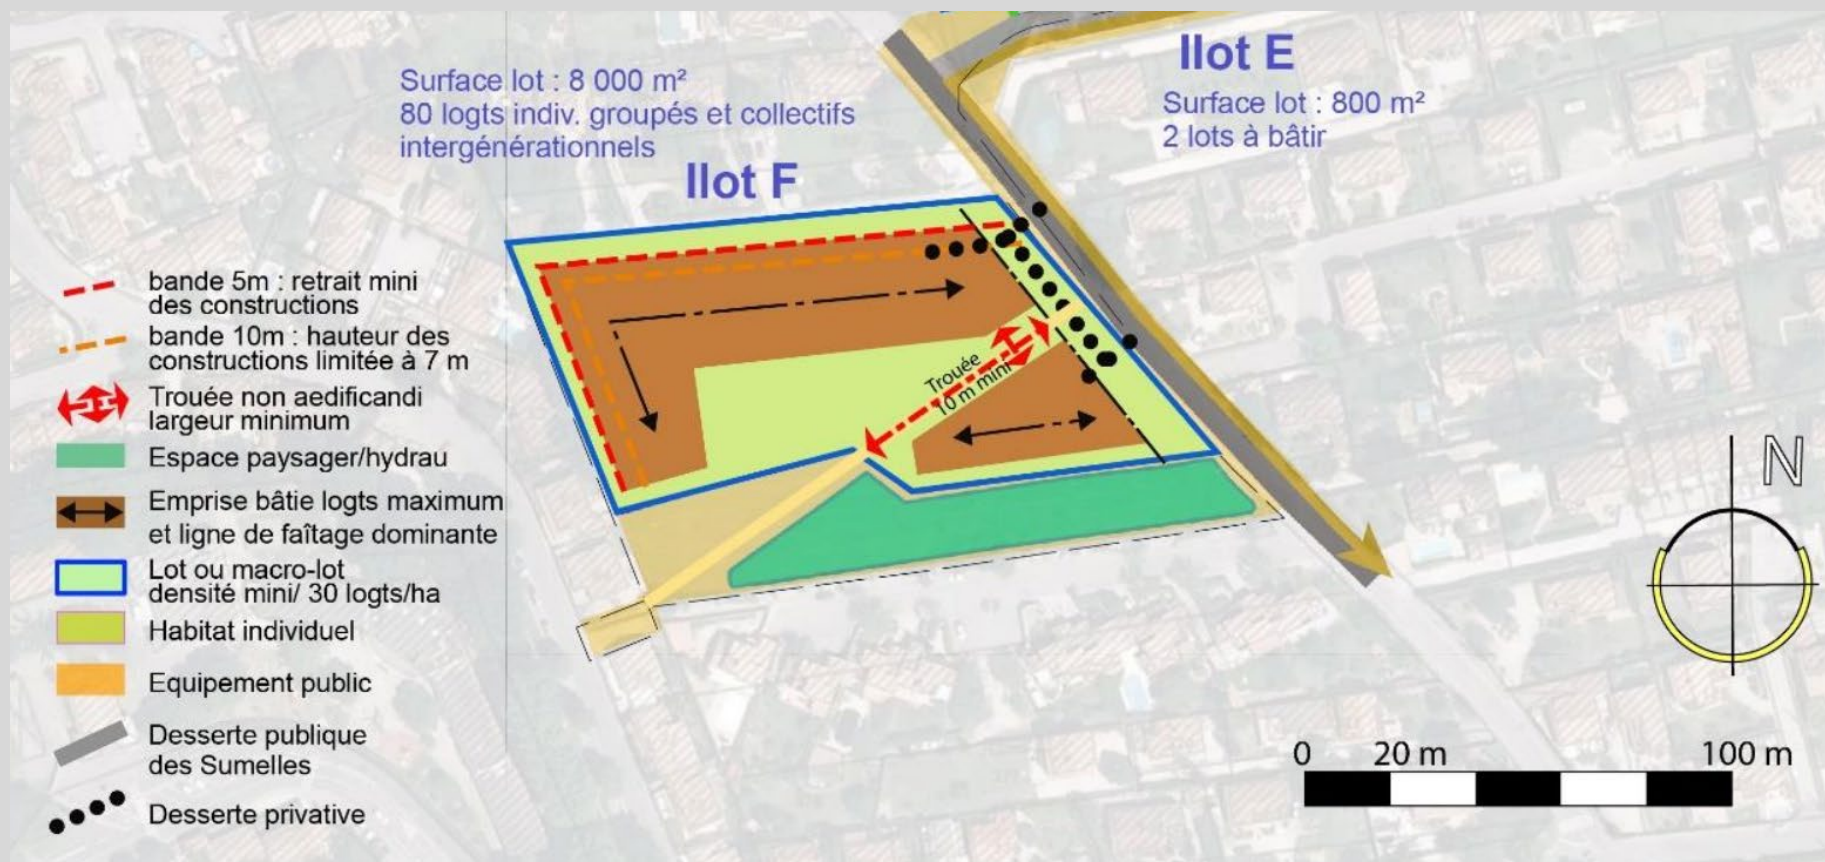 Surface lot : 8 000 m²
80 logts indiv. groupés et collectifs
intergénérationnels
Ilot F
Ilot E
Surface lot : 800 m²
2 lots à bâtir
bande 5m : retrait mini
des constructions
bande 10m : hauteur des
constructions limitée à 7 m
Trouée non aedificandi
largeur minimum
Espace paysager/hydrau
Emprise bâtie logts maximum
et ligne de faîtage dominante
Lot ou macro-lot
densité mini/ 30 logts/ha
Habitat individuel
Equipement public
Desserte publique
des Sumelles
Desserte privative
Trouée
10 m mini
N
0 20 m 100 m